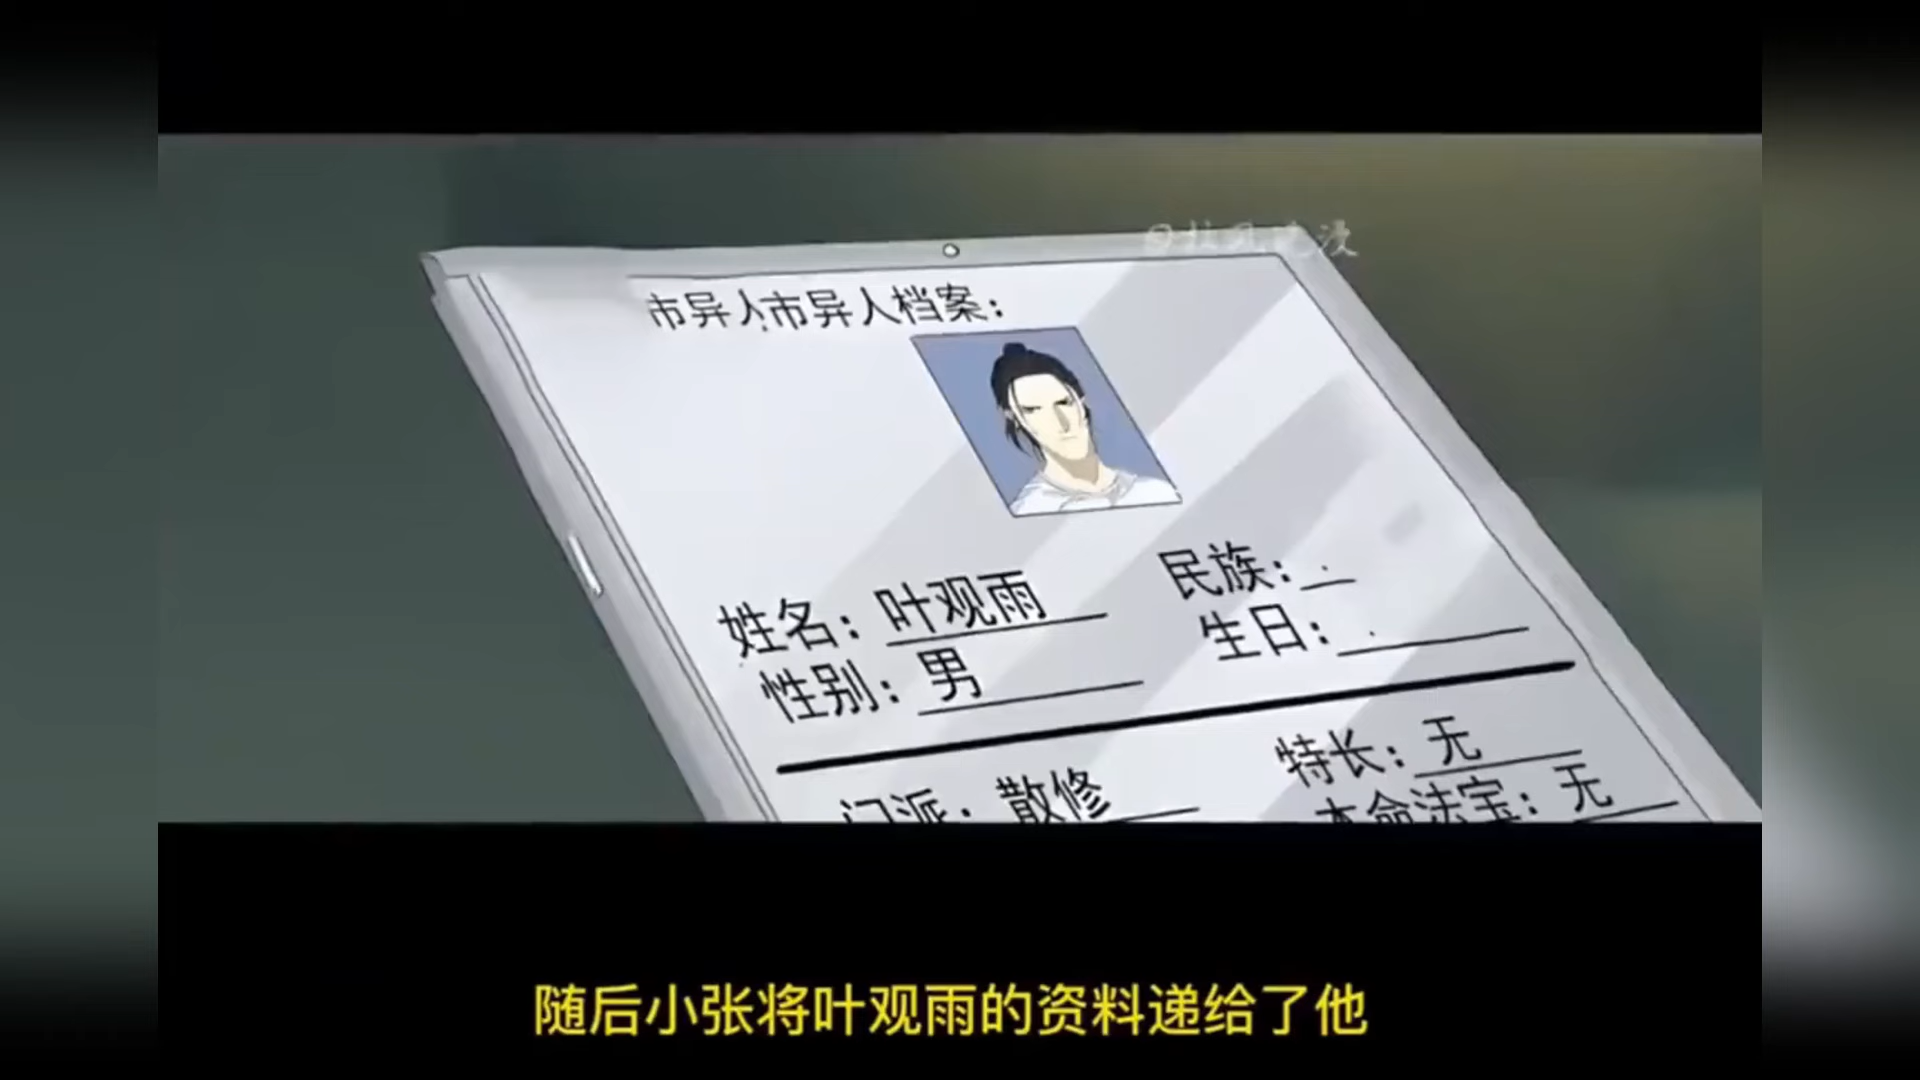 市异人市异人档案：
姓名：叶观雨
民族：
性别：男
生日：
特长：无
门派：散修
本命法宝：无
随后小张将叶观雨的资料递给了他